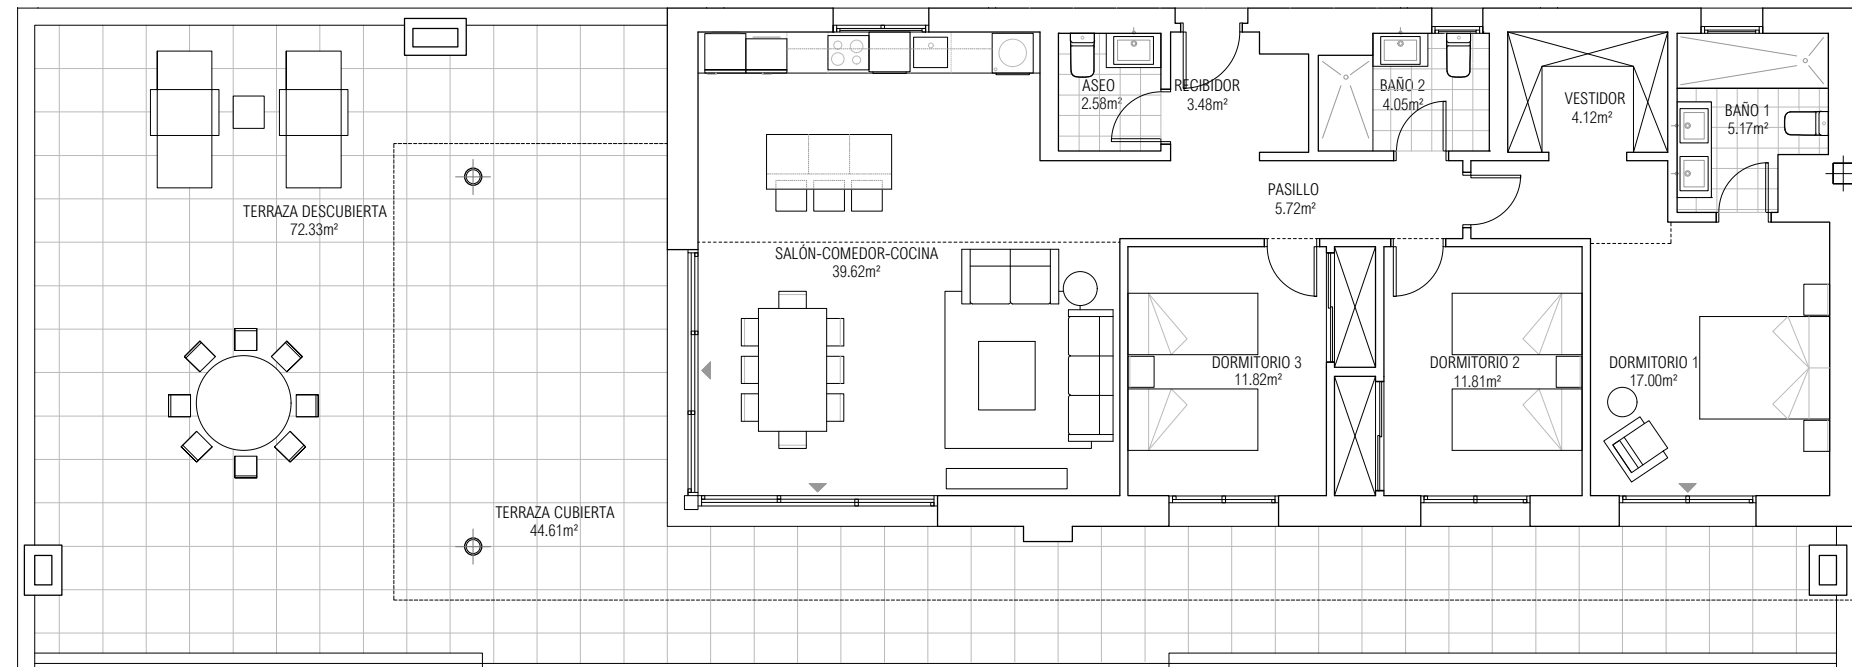 ASEO
2.58m²
RECIBIDOR
3.48m²
BAÑO 2
4.05m²
VESTIDOR
4.12m²
BAÑO 1
5.17m²
TERRAZA DESCUBIERTA
72.33m²
PASILLO
5.72m²
SALÓN-COMEDOR-COCINA
39.62m²
DORMITORIO 3
11.82m²
DORMITORIO 2
11.81m²
DORMITORIO 1
17.00m²
TERRAZA CUBIERTA
44.61m²